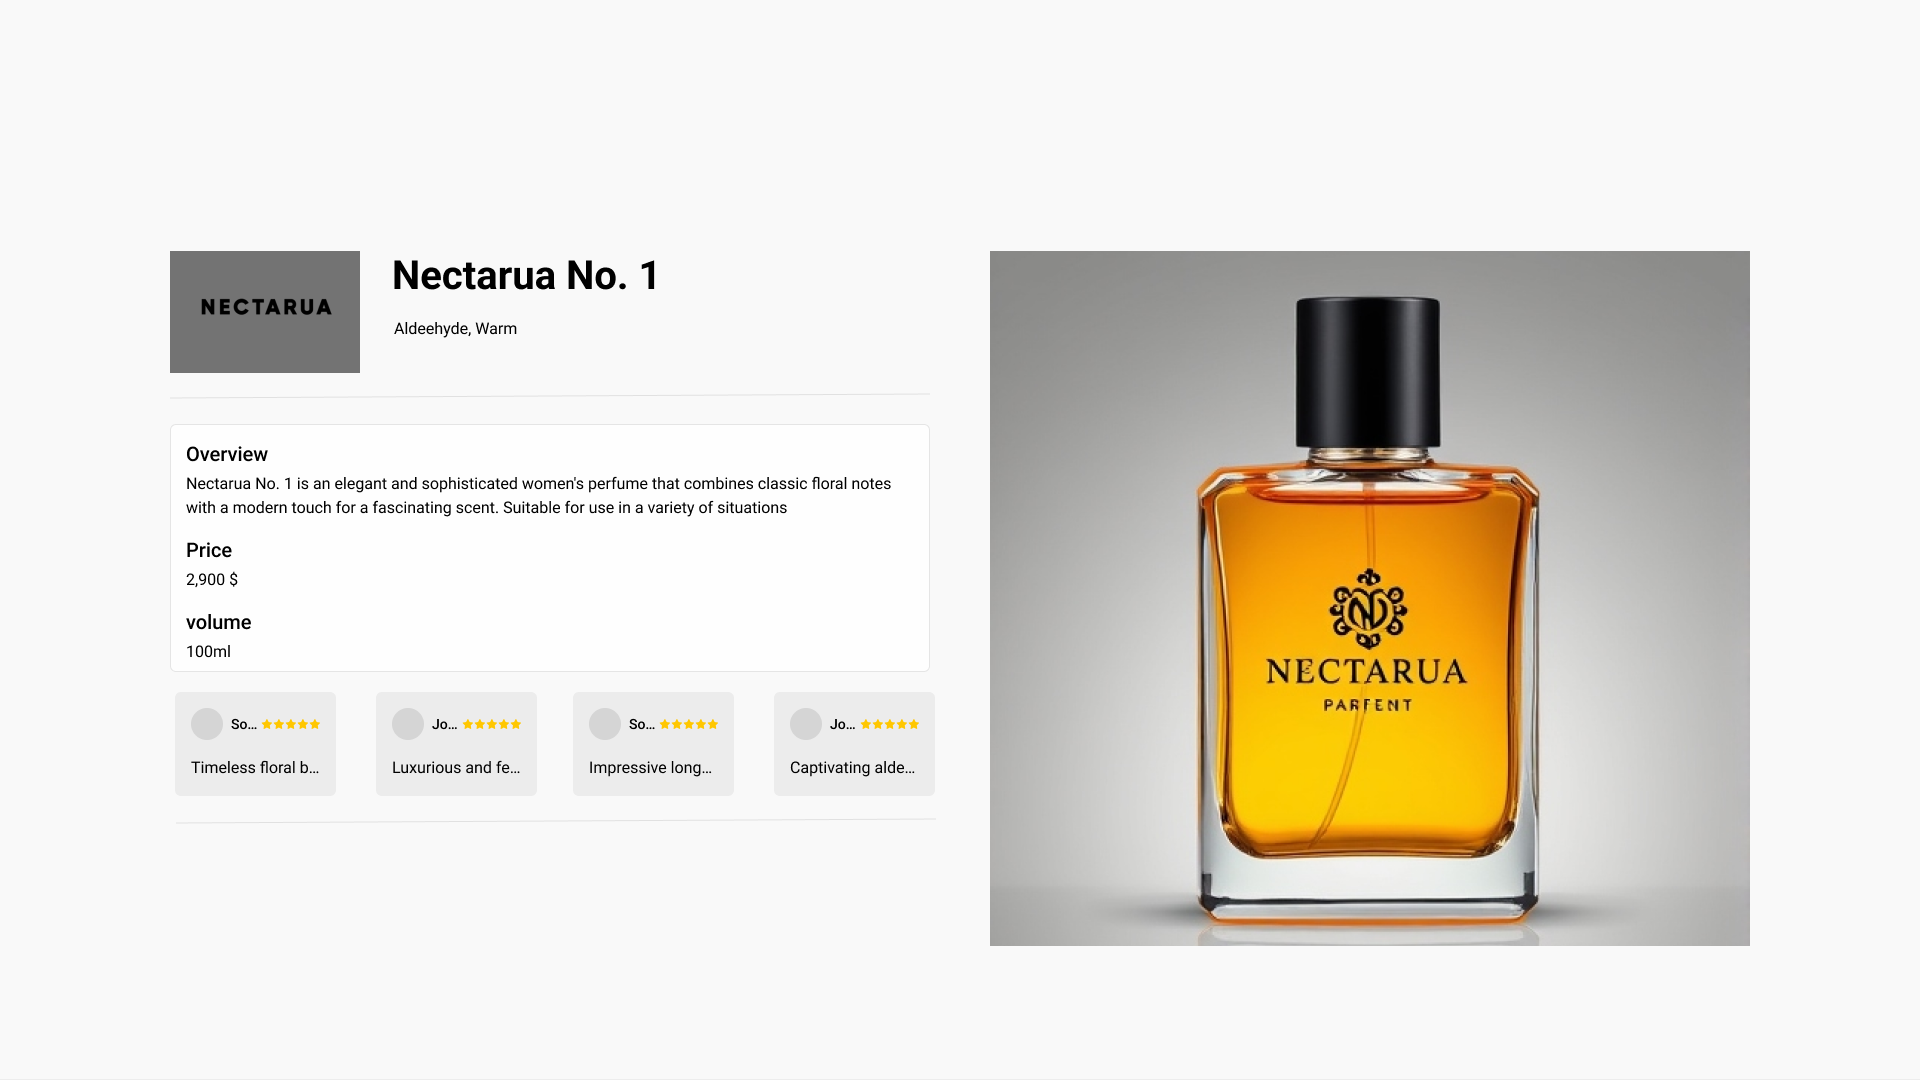 NECTARUA
Nectarua No. 1
Aldeehyde, Warm
Overview
Nectarua No. 1 is an elegant and sophisticated women's perfume that combines classic floral notes
with a modern touch for a fascinating scent. Suitable for use in a variety of situations
Price
2,900 $
volume
100ml
So...
Timeless floral b...
Jo...
Luxurious and fe...
So...
Impressive long...
Jo...
Captivating alde...
N
NECTARUA
PARFENT